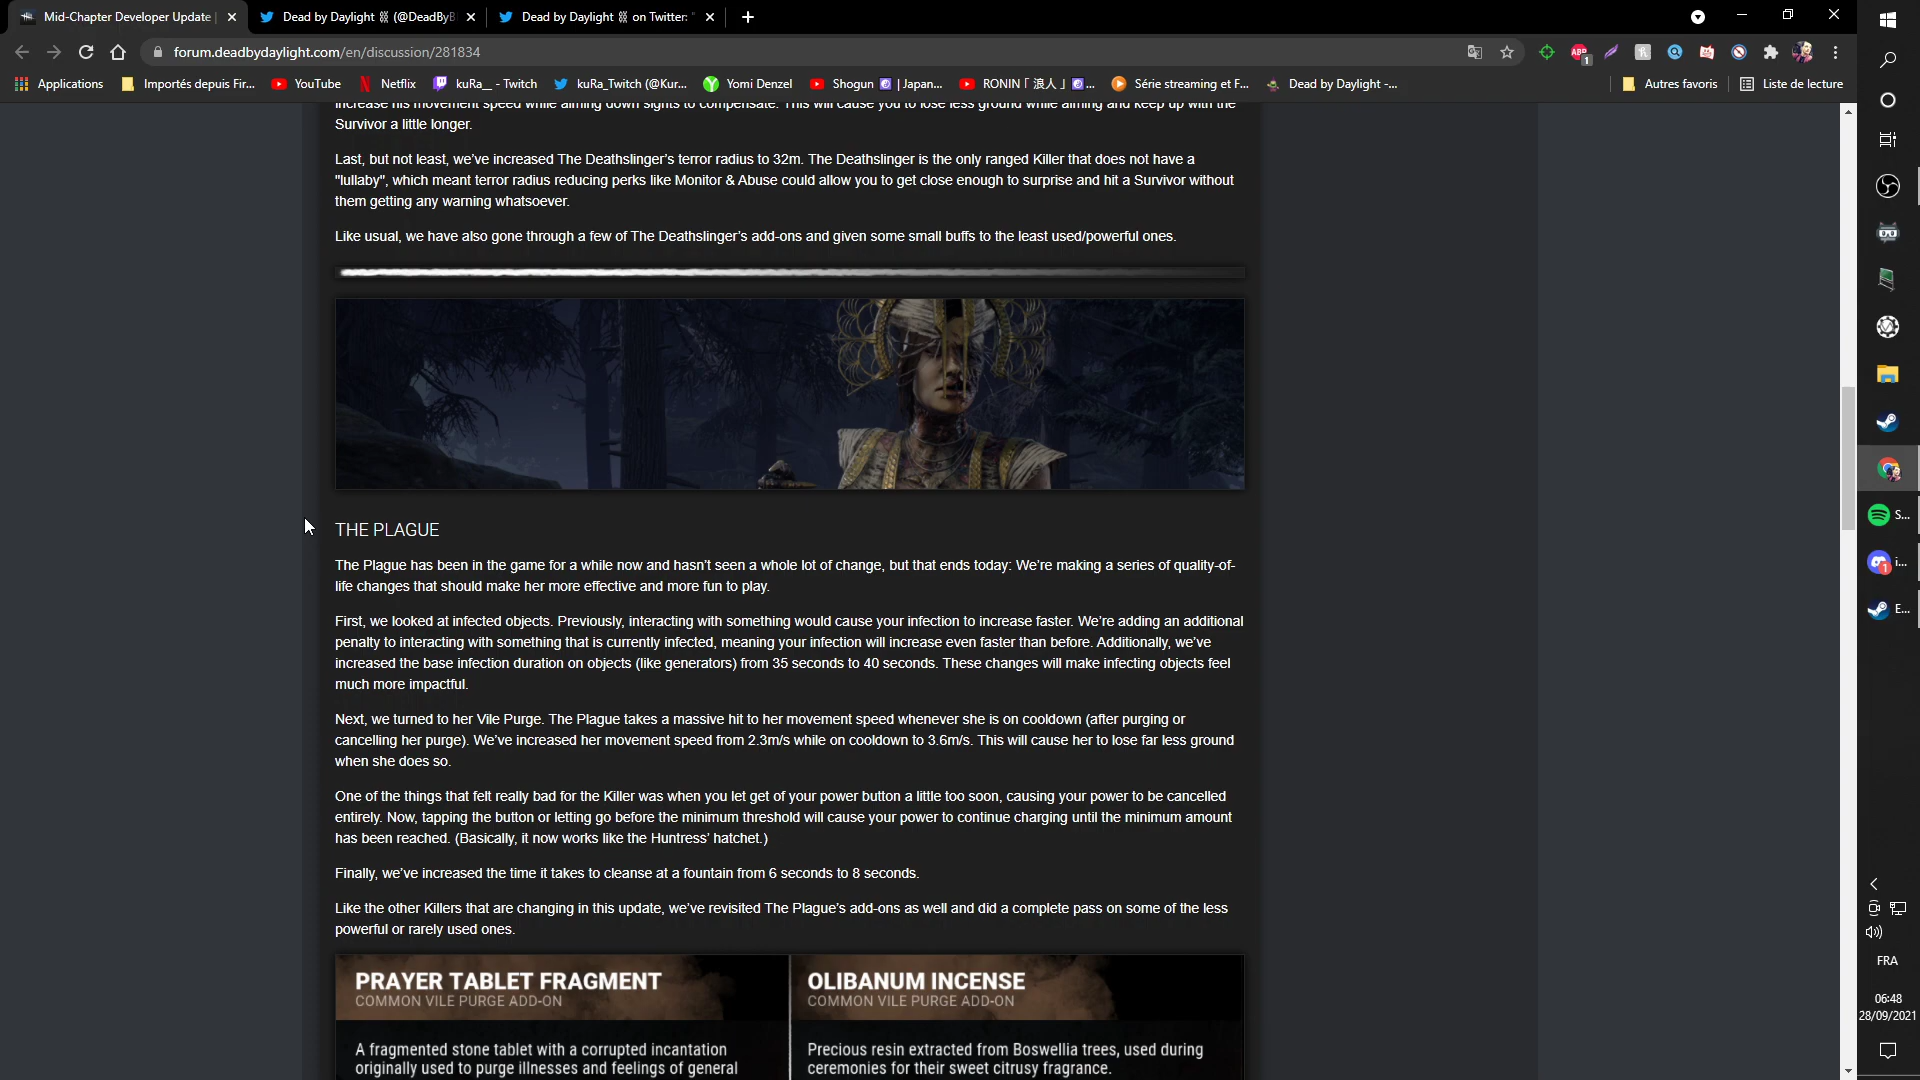 Mid-Chapter Developer Update |
Dead by Daylight ⛓ (@DeadByD
Dead by Daylight ⛓ on Twitter: "
forum.deadbydaylight.com/en/discussion/281834
Applications
Importés depuis Fir...
YouTube
Netflix
kuRa__ - Twitch
kuRa_Twitch (@Kur...
Yomi Denzel
Shogun | Japan...
RONIN「 浪人 」...
Série streaming et F...
Dead by Daylight -...
Autres favoris
Liste de lecture
increase his movement speed while aiming down sights to compensate. This will cause you to lose less ground while aiming and keep up with the
Survivor a little longer.
Last, but not least, we've increased The Deathslinger's terror radius to 32m. The Deathslinger is the only ranged Killer that does not have a
"lullaby", which meant terror radius reducing perks like Monitor & Abuse could allow you to get close enough to surprise and hit a Survivor without
them getting any warning whatsoever.
Like usual, we have also gone through a few of The Deathslinger's add-ons and given some small buffs to the least used/powerful ones.
THE PLAGUE
The Plague has been in the game for a while now and hasn't seen a whole lot of change, but that ends today: We're making a series of quality-of-
life changes that should make her more effective and more fun to play.
First, we looked at infected objects. Previously, interacting with something would cause your infection to increase faster. We're adding an additional
penalty to interacting with something that is currently infected, meaning your infection will increase even faster than before. Additionally, we've
increased the base infection duration on objects (like generators) from 35 seconds to 40 seconds. These changes will make infecting objects feel
much more impactful.
Next, we turned to her Vile Purge. The Plague takes a massive hit to her movement speed whenever she is on cooldown (after purging or
cancelling her purge). We've increased her movement speed from 2.3m/s while on cooldown to 3.6m/s. This will cause her to lose far less ground
when she does so.
One of the things that felt really bad for the Killer was when you let get of your power button a little too soon, causing your power to be cancelled
entirely. Now, tapping the button or letting go before the minimum threshold will cause your power to continue charging until the minimum amount
has been reached. (Basically, it now works like the Huntress' hatchet.)
Finally, we've increased the time it takes to cleanse at a fountain from 6 seconds to 8 seconds.
Like the other Killers that are changing in this update, we've revisited The Plague's add-ons as well and did a complete pass on some of the less
powerful or rarely used ones.
PRAYER TABLET FRAGMENT
COMMON VILE PURGE ADD-ON
A fragmented stone tablet with a corrupted incantation
originally used to purge illnesses and feelings of general
OLIBANUM INCENSE
COMMON VILE PURGE ADD-ON
Precious resin extracted from Boswellia trees, used during
ceremonies for their sweet citrusy fragrance.
ABP
1
S...
1
i...
E...
FRA
06:48
28/09/2021